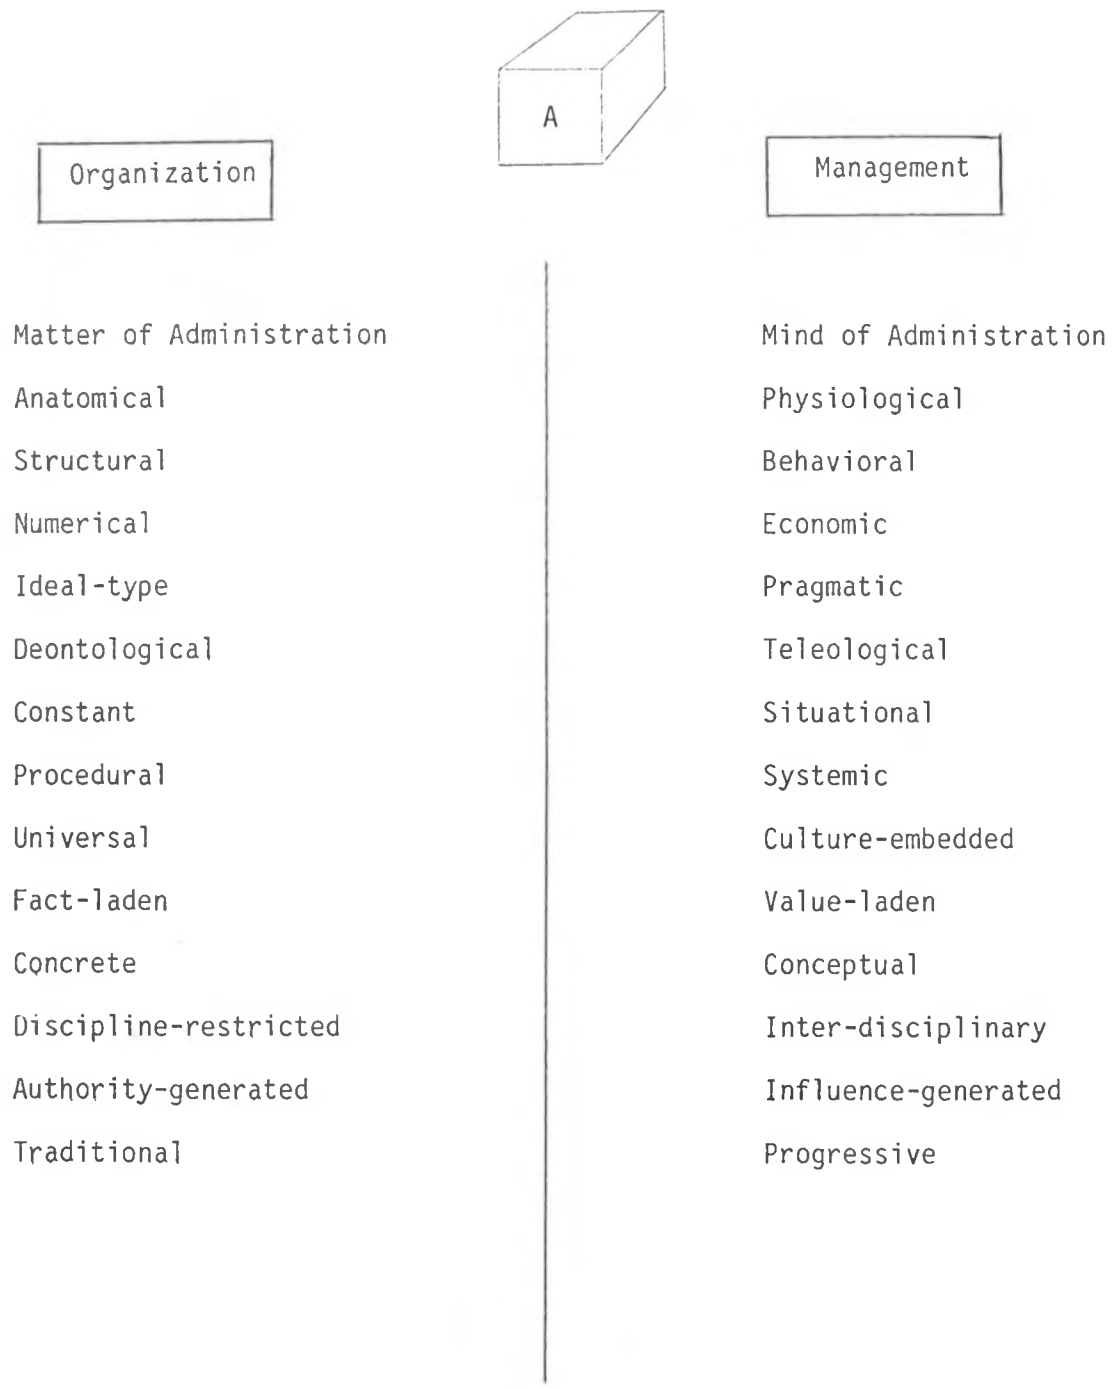 A
Organization
Management
Matter of Administration
Mind of Administration
Anatomical
Physiological
Structural
Behavioral
Numerical
Economic
Ideal-type
Pragmatic
Deontological
Teleological
Constant
Situational
Procedural
Systemic
Universal
Culture-embedded
Fact-laden
Value-laden
Concrete
Conceptual
Discipline-restricted
Inter-disciplinary
Authority-generated
Influence-generated
Traditional
Progressive